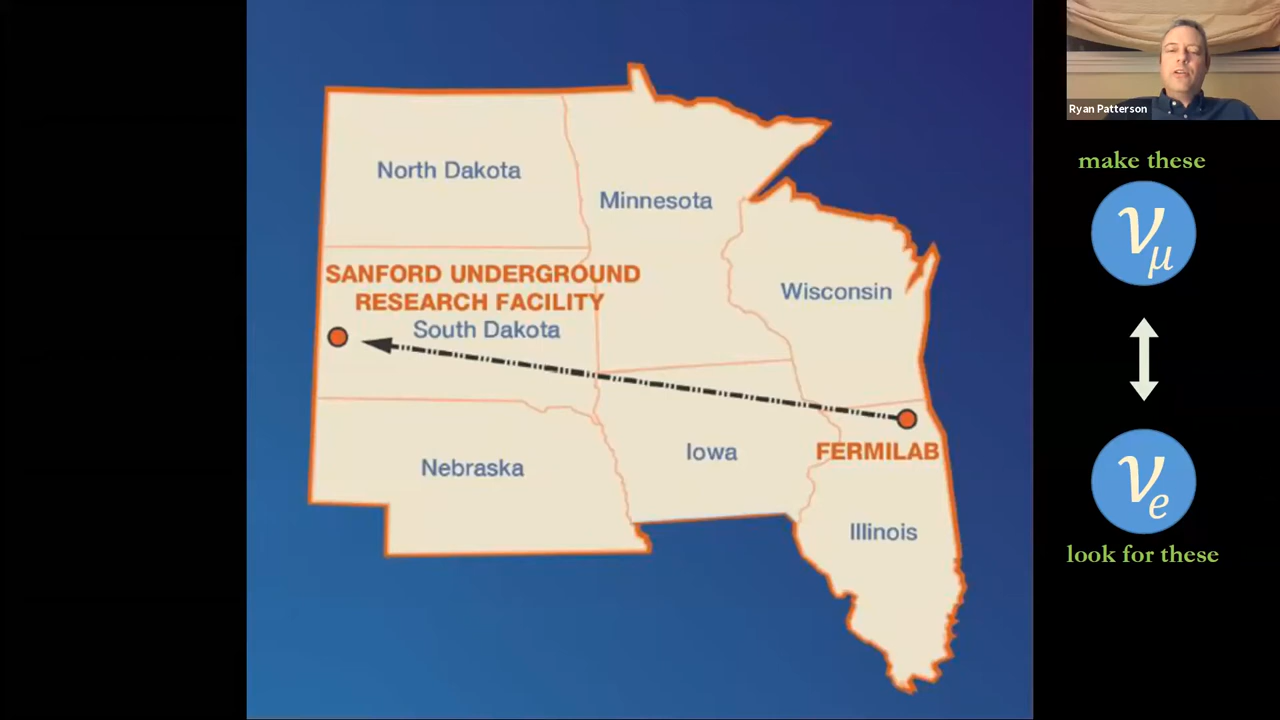 North Dakota
Minnesota
SANFORD UNDERGROUND
RESEARCH FACILITY
South Dakota
Wisconsin
FERMILAB
Iowa
Nebraska
Illinois
Ryan Patterson
make these
νμ
νe
look for these